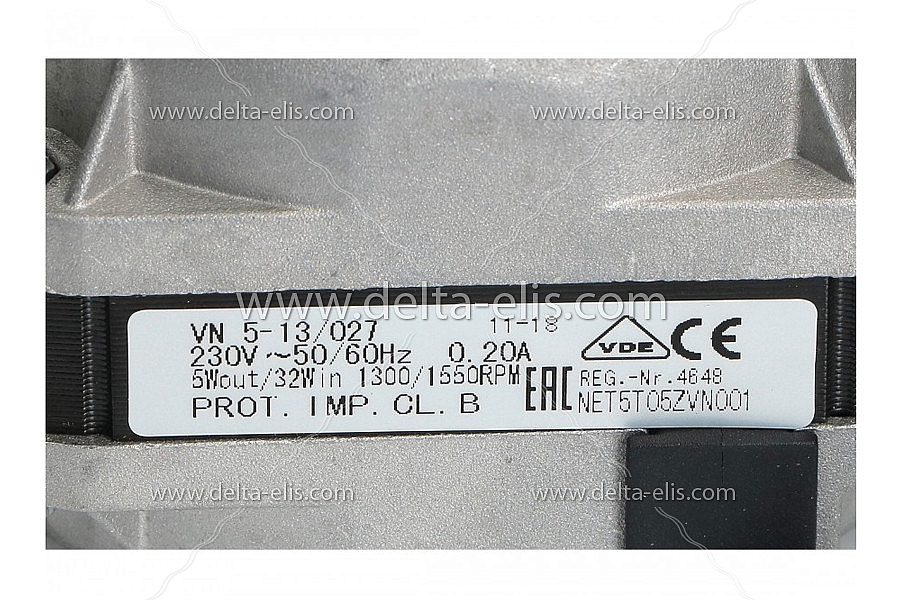 www.delta-elis.com www.delta-elis.com
www.delta-elis.com
VN 5-13/027 11-18
230V ~50/60Hz 0.20A
5Wout/32Win 1300/1550RPM
PROT. IMP. CL. B
VDE CE
EAC REG.-Nr.4648
NET5T05ZVN001
www.delta-elis.com www.delta-elis.com